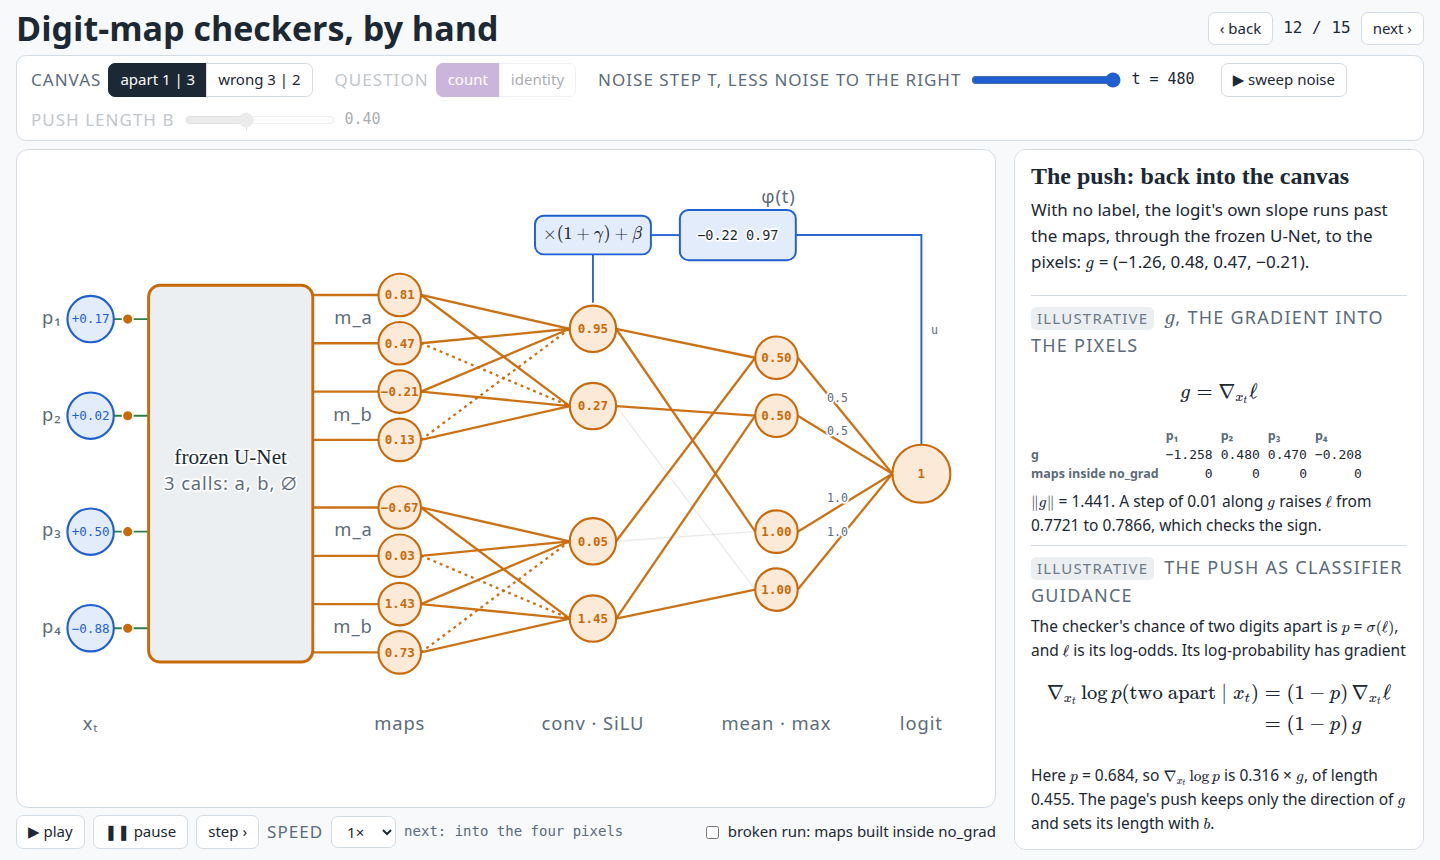 Digit-map checkers, by hand
‹ back 12 / 15 next ›
CANVAS apart 1 | 3 wrong 3 | 2 QUESTION count identity NOISE STEP T, LESS NOISE TO THE RIGHT t = 480 ▶ sweep noise
PUSH LENGTH B 0.40
φ(t)
×(1 + γ) + β
−0.22 0.97
p₁ +0.17
p₂ +0.02
p₃ +0.50
p₄ −0.88
frozen U-Net
3 calls: a, b, ∅
m_a
m_b
m_a
m_b
0.81
0.47
−0.21
0.13
−0.67
0.03
1.43
0.73
0.95
0.27
0.05
1.45
0.50
0.50
1.00
1.00
0.5
0.5
1.0
1.0
u
1
xₜ maps conv · SiLU mean · max logit
▶ play ❚❚ pause step › SPEED 1× next: into the four pixels broken run: maps built inside no_grad
The push: back into the canvas
With no label, the logit's own slope runs past
the maps, through the frozen U-Net, to the
pixels: g = (−1.26, 0.48, 0.47, −0.21).
ILLUSTRATIVE g, THE GRADIENT INTO
THE PIXELS
g = ∇ₓₜℓ
p₁ p₂ p₃ p₄
g −1.258 0.480 0.470 −0.208
maps inside no_grad 0 0 0 0
‖g‖ = 1.441. A step of 0.01 along g raises ℓ from
0.7721 to 0.7866, which checks the sign.
ILLUSTRATIVE THE PUSH AS CLASSIFIER
GUIDANCE
The checker's chance of two digits apart is p = σ(ℓ),
and ℓ is its log-odds. Its log-probability has gradient
∇ₓₜ log p(two apart | xₜ) = (1 − p) ∇ₓₜℓ
= (1 − p) g
Here p = 0.684, so ∇ₓₜ log p is 0.316 × g, of length
0.455. The page's push keeps only the direction of g
and sets its length with b.